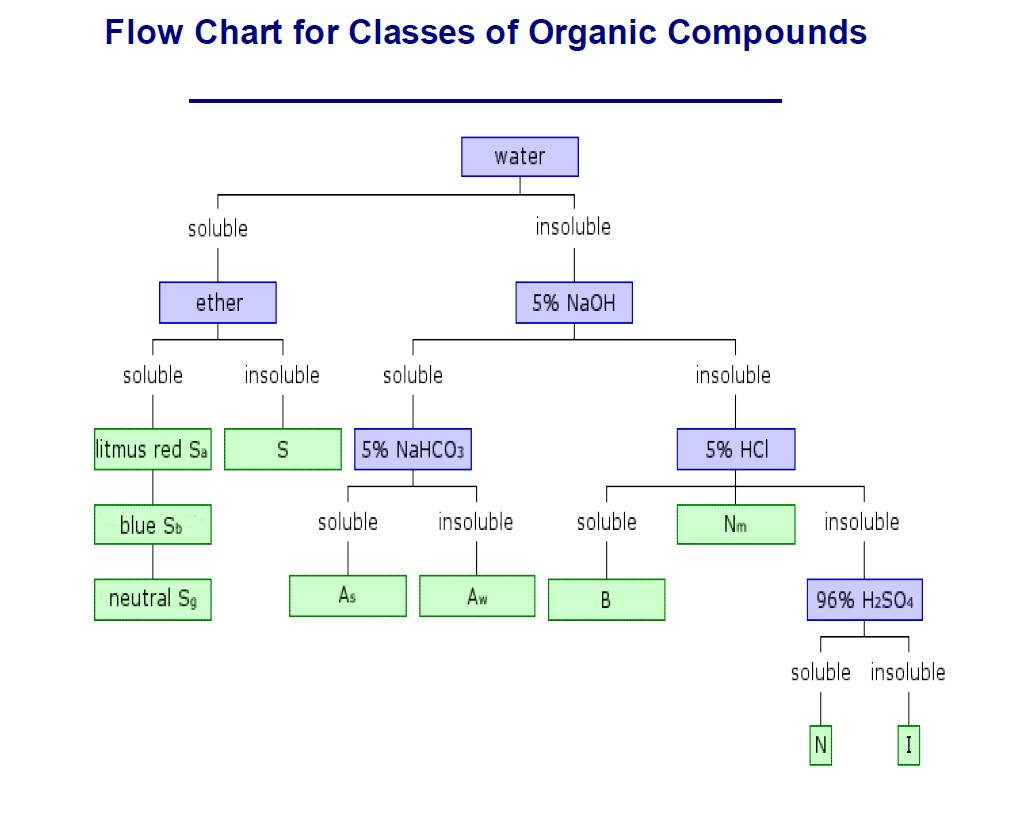 Flow Chart for Classes of Organic Compounds
water
soluble
insoluble
ether
5% NaOH
soluble
insoluble
soluble
insoluble
litmus red Sa
S
5% NaHCO3
5% HCl
blue Sb
soluble
insoluble
soluble
Nm
insoluble
neutral Sg
As
Aw
B
96% H2SO4
soluble
insoluble
N
I